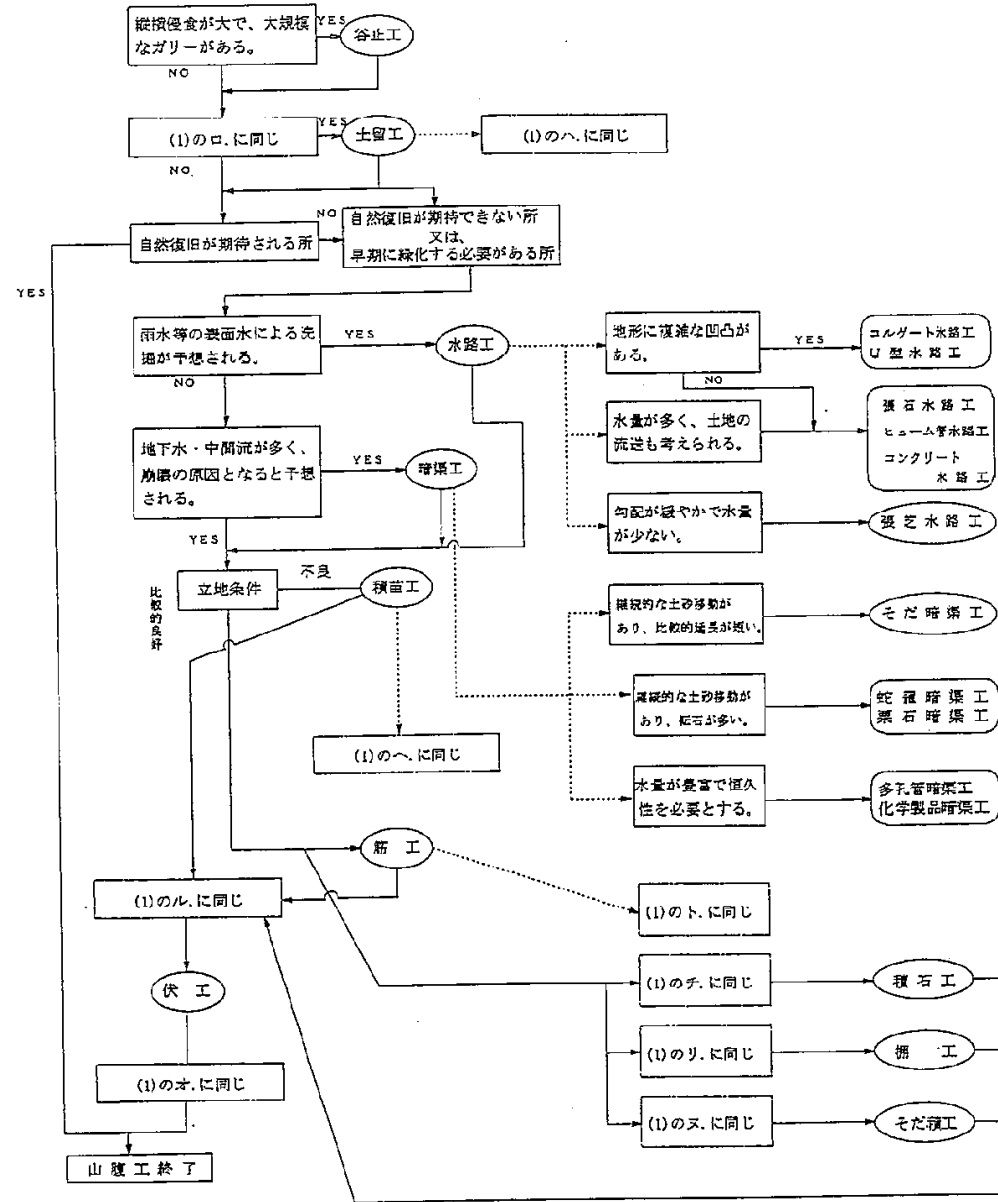 縦横侵食が大で、大規模
なガリーがある。
YES
谷止工
NO
(1)のロ.に同じ
YES
土留工
(1)のハ.に同じ
NO
自然復旧が期待される所
NO
自然復旧が期待できない所
又は、
早期に緑化する必要がある所
YES
雨水等の表面水による洗
掘が予想される。
YES
水路工
NO
地形に複雑な凹凸が
ある。
YES
コルゲート水路工
U型水路工
NO
水量が多く、土地の
流送も考えられる。
張石水路工
ヒューム管水路工
コンクリート
水路工
勾配が緩やかで水量
が少ない。
張芝水路工
地下水・中間流が多く、
崩壊の原因となると予想
される。
YES
暗渠工
YES
立地条件
不良
積苗工
比較的良好
継続的な土砂移動が
あり、比較的延長が短い。
そだ暗渠工
継続的な土砂移動が
あり、転石が多い。
蛇籠暗渠工
栗石暗渠工
(1)のヘ.に同じ
水量が豊富で恒久
性を必要とする。
多孔管暗渠工
化学製品暗渠工
筋工
(1)のル.に同じ
(1)のト.に同じ
伏工
(1)のチ.に同じ
積石工
(1)のリ.に同じ
柵工
(1)のオ.に同じ
(1)のヌ.に同じ
そだ積工
山腹工終了